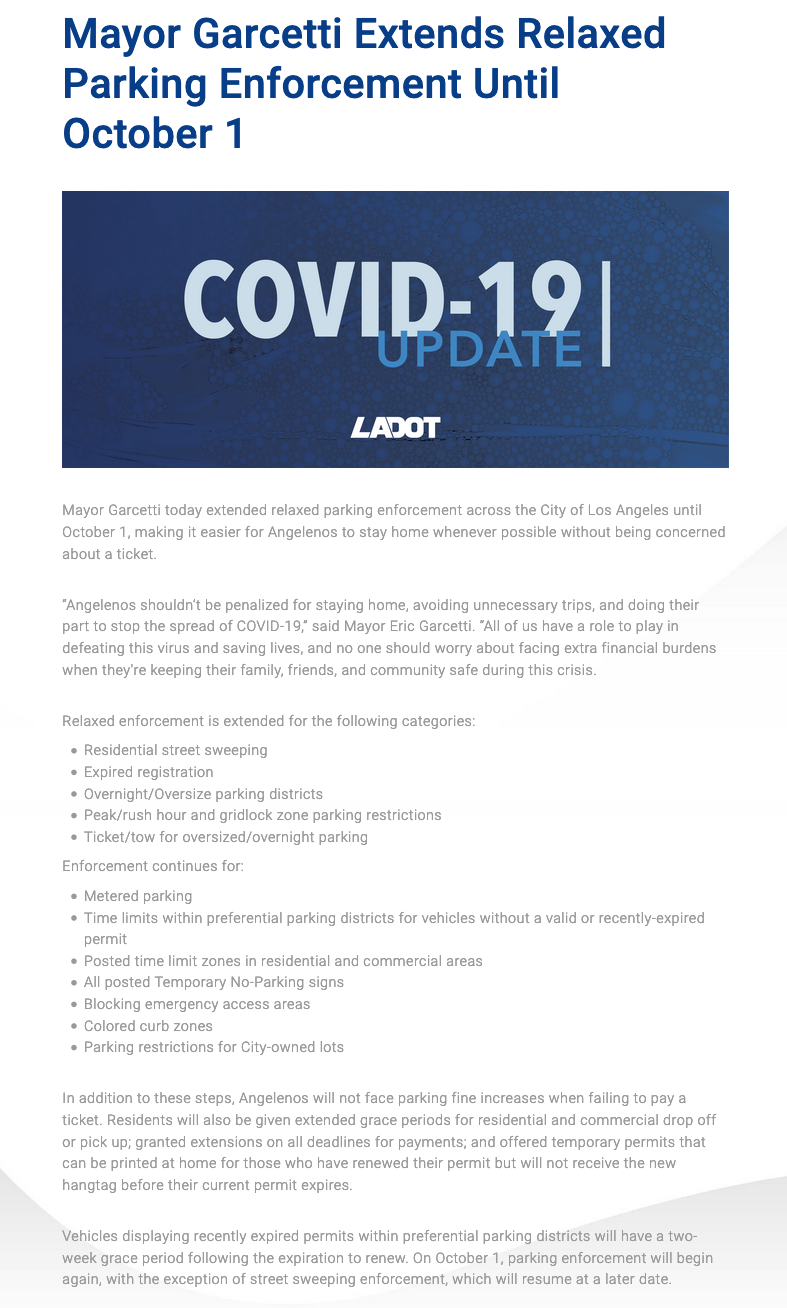 Mayor Garcetti Extends Relaxed
Parking Enforcement Until
October 1
COVID-19
UPDATE
LADOT
Mayor Garcetti today extended relaxed parking enforcement across the City of Los Angeles until
October 1, making it easier for Angelenos to stay home whenever possible without being concerned
about a ticket.
“Angelenos shouldn’t be penalized for staying home, avoiding unnecessary trips, and doing their
part to stop the spread of COVID-19,” said Mayor Eric Garcetti. “All of us have a role to play in
defeating this virus and saving lives, and no one should worry about facing extra financial burdens
when they're keeping their family, friends, and community safe during this crisis.
Relaxed enforcement is extended for the following categories:
• Residential street sweeping
• Expired registration
• Overnight/Oversize parking districts
• Peak/rush hour and gridlock zone parking restrictions
• Ticket/tow for oversized/overnight parking
Enforcement continues for:
• Metered parking
• Time limits within preferential parking districts for vehicles without a valid or recently-expired
permit
• Posted time limit zones in residential and commercial areas
• All posted Temporary No-Parking signs
• Blocking emergency access areas
• Colored curb zones
• Parking restrictions for City-owned lots
In addition to these steps, Angelenos will not face parking fine increases when failing to pay a
ticket. Residents will also be given extended grace periods for residential and commercial drop off
or pick up; granted extensions on all deadlines for payments; and offered temporary permits that
can be printed at home for those who have renewed their permit but will not receive the new
hangtag before their current permit expires.
Vehicles displaying recently expired permits within preferential parking districts will have a two-
week grace period following the expiration to renew. On October 1, parking enforcement will begin
again, with the exception of street sweeping enforcement, which will resume at a later date.